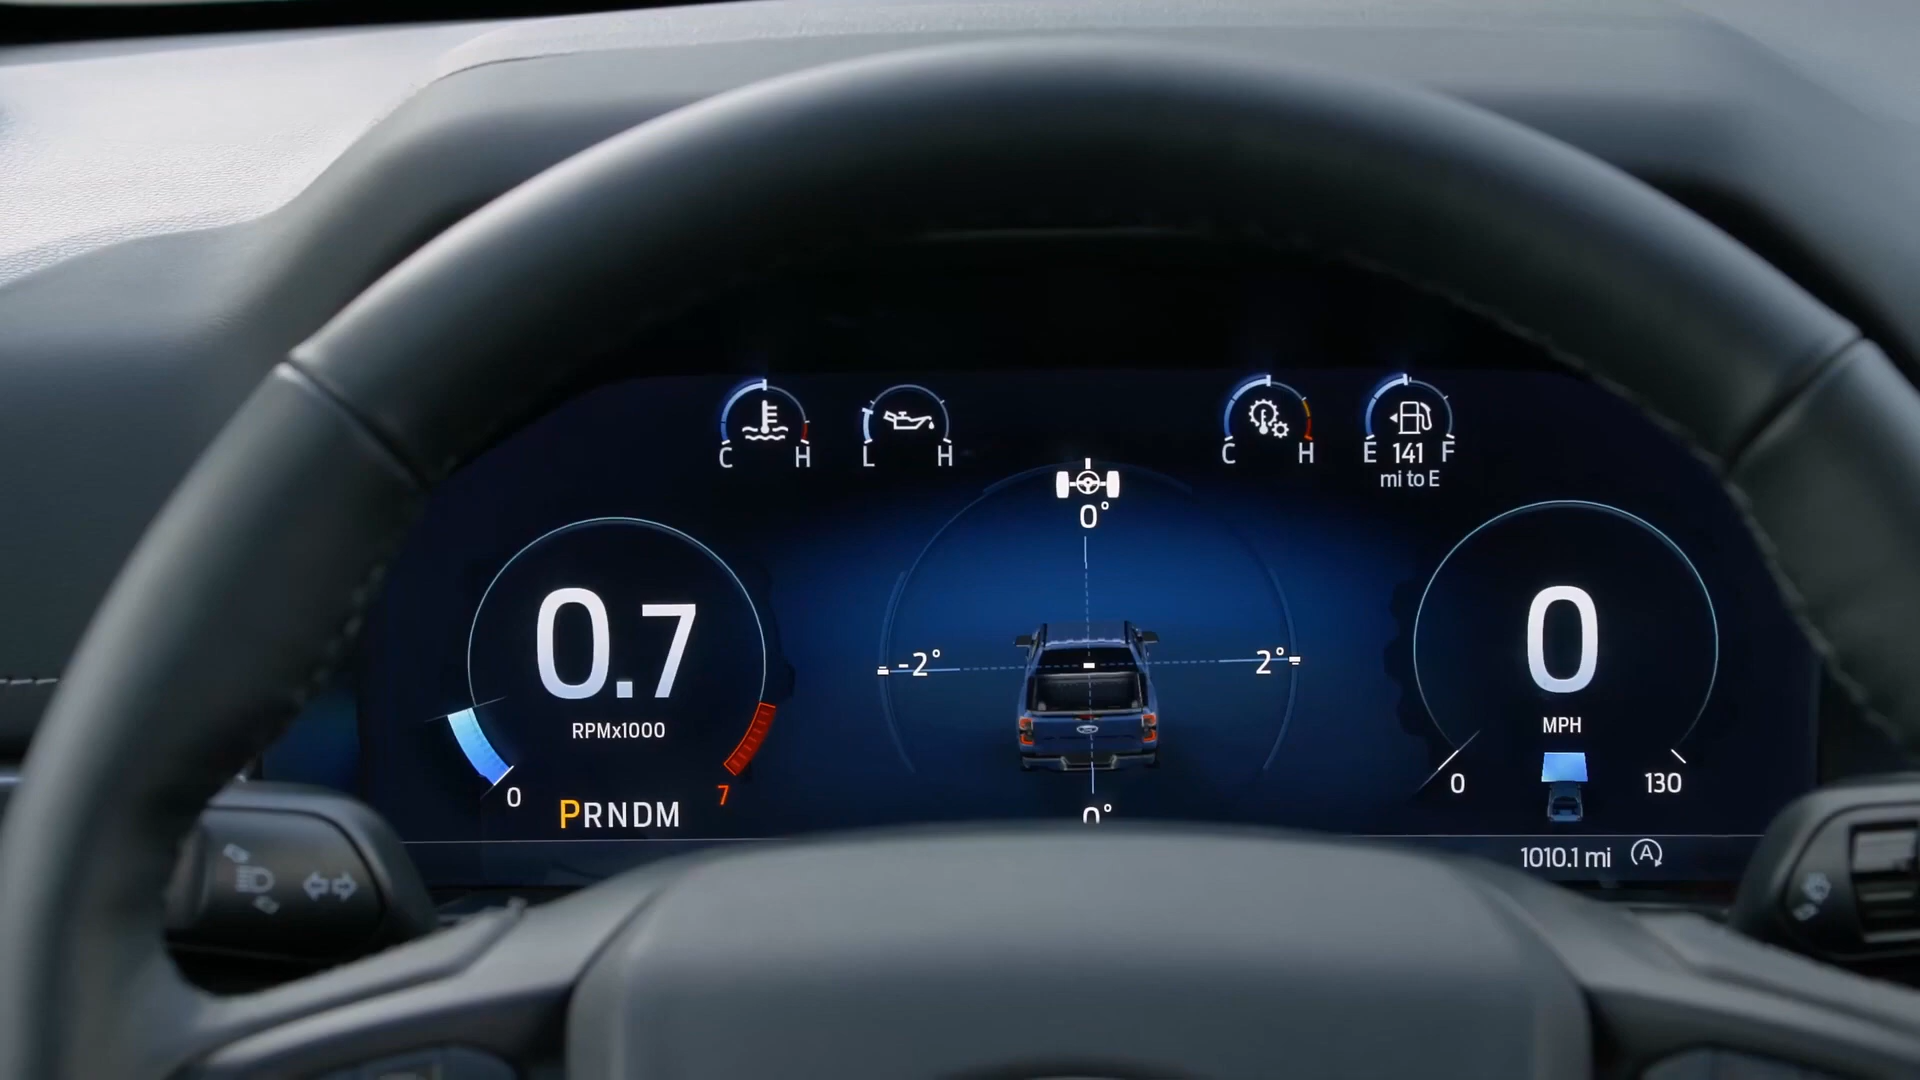 C H
L H
C H
E 141 F
mi to E
0°
-2° 2°
0.7
RPMx1000
0 7
PRNDM
0
MPH
0 130
0°
1010.1 mi A